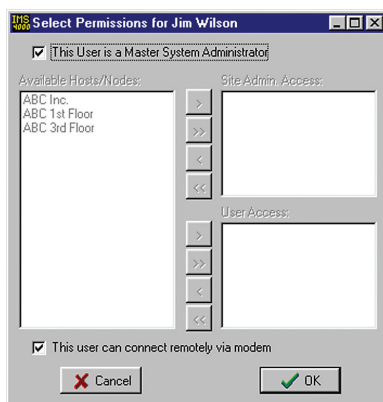 IMS 4000 Select Permissions for Jim Wilson
This User is a Master System Administrator
Available Hosts/Nodes:
Site Admin. Access:
ABC Inc.
ABC 1st Floor
ABC 3rd Floor
>
>>
<
<<
User Access:
>
>>
<
<<
This user can connect remotely via modem
Cancel
OK